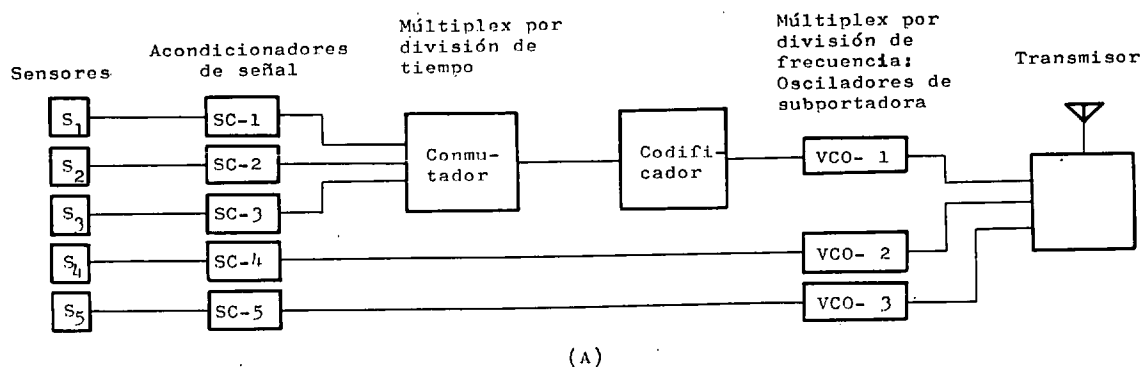 Sensores
Acondicionadores
de señal
Múltiplex por
división de
tiempo
Múltiplex por
división de
frecuencia:
Osciladores de
subportadora
Transmisor
S1
S2
S3
S4
S5
SC-1
SC-2
SC-3
SC-4
SC-5
Conmu-
tador
Codifi-
cador
VCO- 1
VCO- 2
VCO- 3
(A)